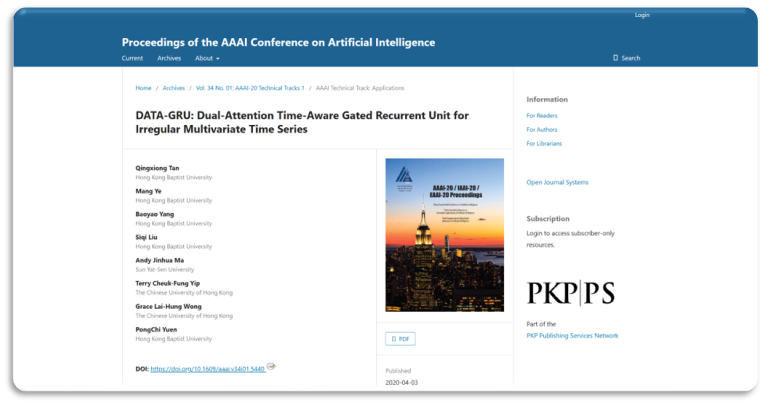 Login
Proceedings of the AAAI Conference on Artificial Intelligence
Current Archives About
Search
Home / Archives / Vol. 34 No. 01: AAAI-20 Technical Tracks 1 / AAAI Technical Track: Applications
DATA-GRU: Dual-Attention Time-Aware Gated Recurrent Unit for
Irregular Multivariate Time Series
Qingxiong Tan
Hong Kong Baptist University
Mang Ye
Hong Kong Baptist University
Baoyao Yang
Hong Kong Baptist University
Siqi Liu
Hong Kong Baptist University
Andy Jinhua Ma
Sun Yat-Sen University
Terry Cheuk-Fung Yip
The Chinese University of Hong Kong
Grace Lai-Hung Wong
The Chinese University of Hong Kong
PongChi Yuen
Hong Kong Baptist University
DOI: https://doi.org/10.1609/aaai.v34i01.5440
AAAI-20 / IAAI-20 /
EAAI-20 Proceedings
PDF
Published
2020-04-03
Information
For Readers
For Authors
For Librarians
Open Journal Systems
Subscription
Login to access subscriber-only
resources.
PKP|PS
Part of the
PKP Publishing Services Network